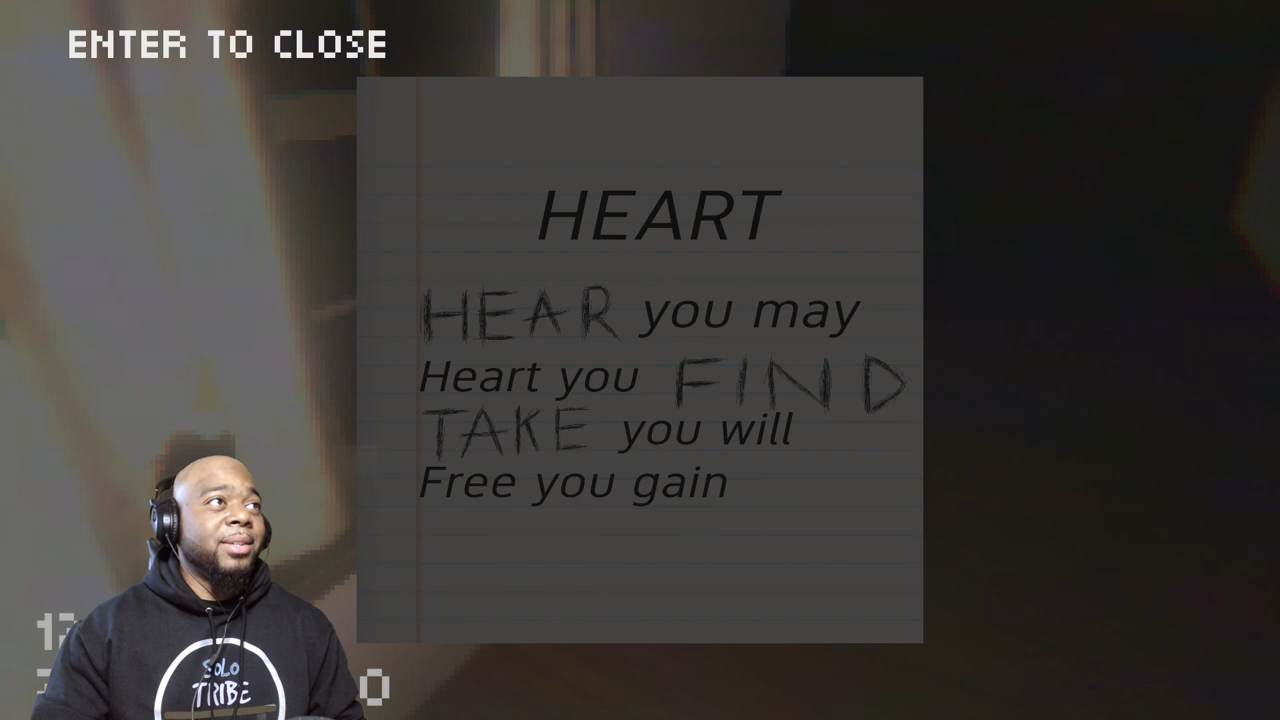 ENTER TO CLOSE
HEART
HEAR you may
Heart you FIND
TAKE you will
Free you gain
SOLO
TRIBE